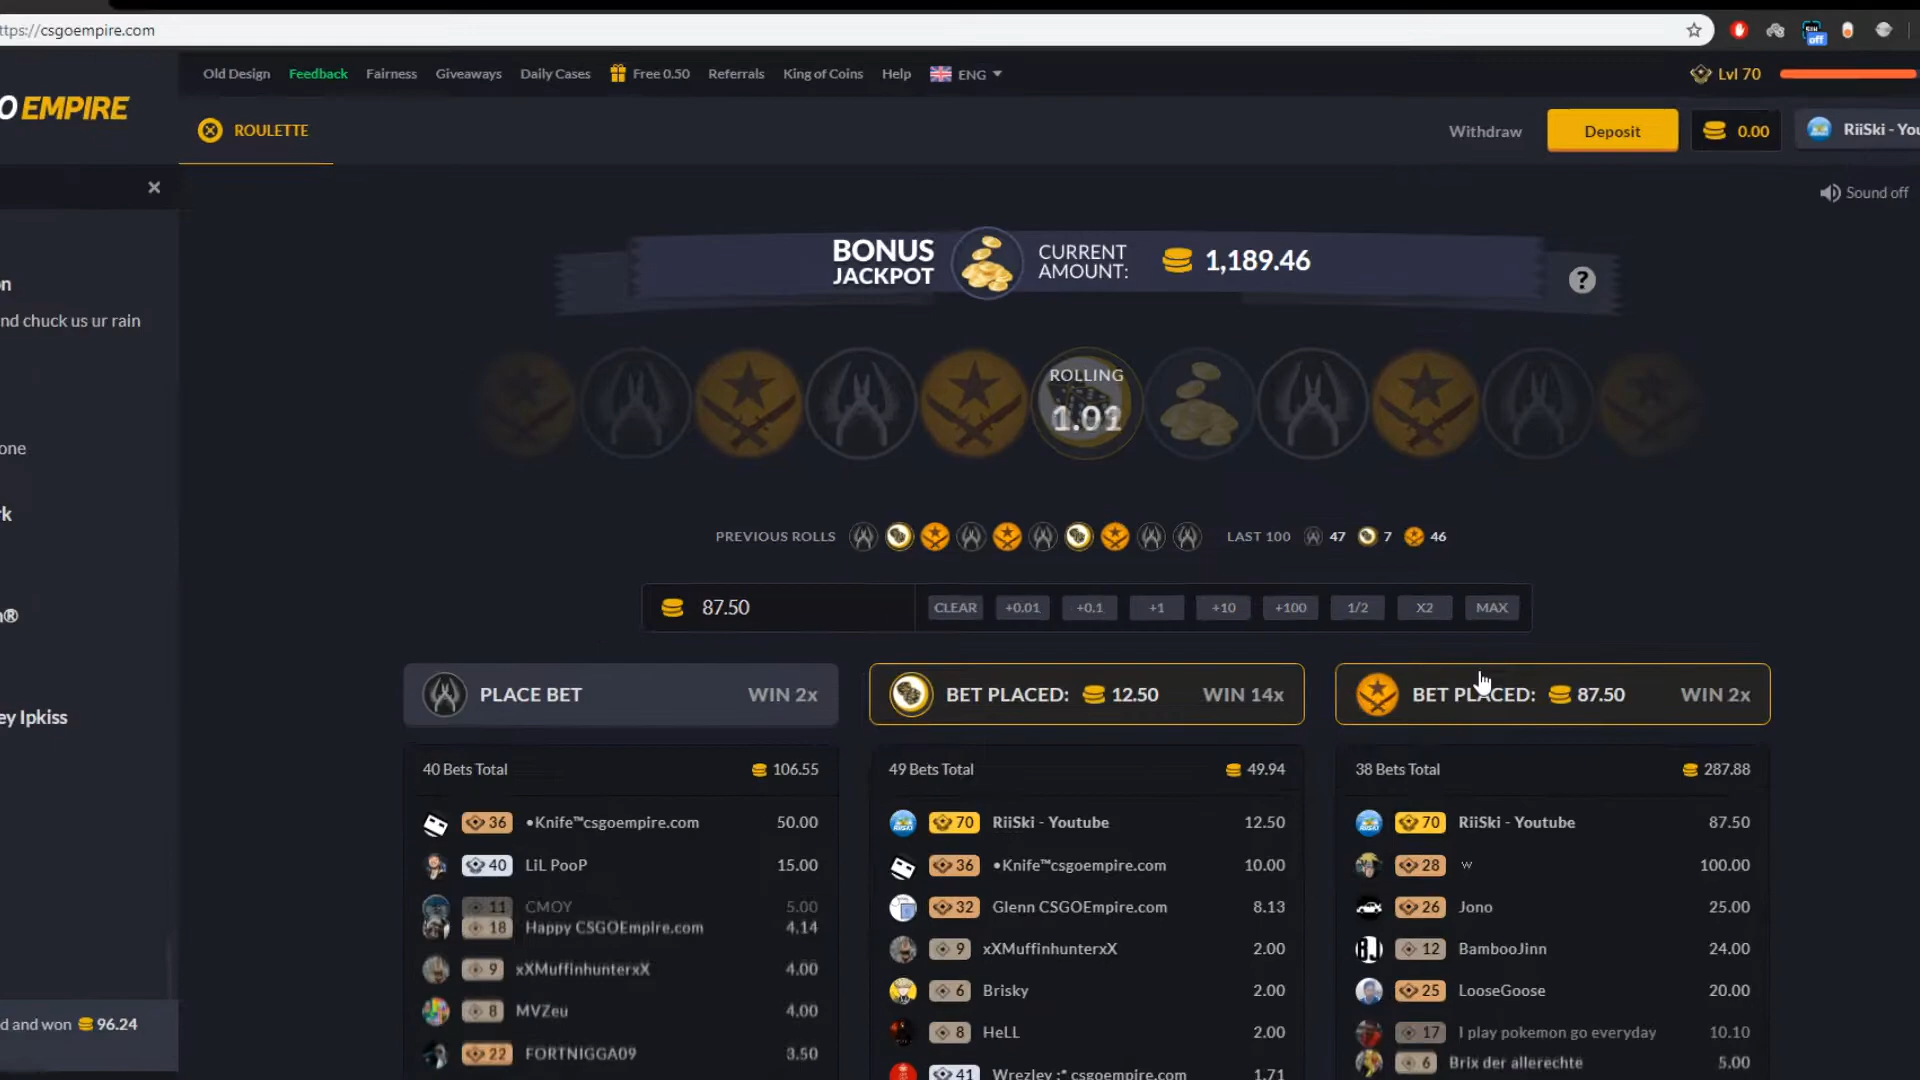 ttps://csgoempire.com
off
O EMPIRE
Old Design Feedback Fairness Giveaways Daily Cases Free 0.50 Referrals King of Coins Help ENG
Lvl 70
ROULETTE
Withdraw Deposit 0.00 RiiSki - You
Sound off
BONUS JACKPOT
CURRENT AMOUNT: 1,189.46
?
n
nd chuck us ur rain
one
rk
n®
ey Ipkiss
d and won 96.24
ROLLING
1.01
PREVIOUS ROLLS
LAST 100 47 7 46
87.50 CLEAR +0.01 +0.1 +1 +10 +100 1/2 X2 MAX
PLACE BET WIN 2x
40 Bets Total 106.55
36 •Knife™csgoempire.com 50.00
40 LiL PooP 15.00
11 CMOY 5.00
18 Happy CSGOEmpire.com 4.14
9 xXMuffinhunterxX 4.00
8 MVZeu 4.00
22 FORTNIGGA09 3.50
BET PLACED: 12.50 WIN 14x
49 Bets Total 49.94
70 RiiSki - Youtube 12.50
36 •Knife™csgoempire.com 10.00
32 Glenn CSGOEmpire.com 8.13
9 xXMuffinhunterxX 2.00
6 Brisky 2.00
8 HeLL 2.00
41 Wrezley :* csgoempire.com 1.71
BET PLACED: 87.50 WIN 2x
38 Bets Total 287.88
70 RiiSki - Youtube 87.50
28 w 100.00
26 Jono 25.00
12 BambooJinn 24.00
25 LooseGoose 20.00
17 I play pokemon go everyday 10.10
6 Brix der allerechte 5.00